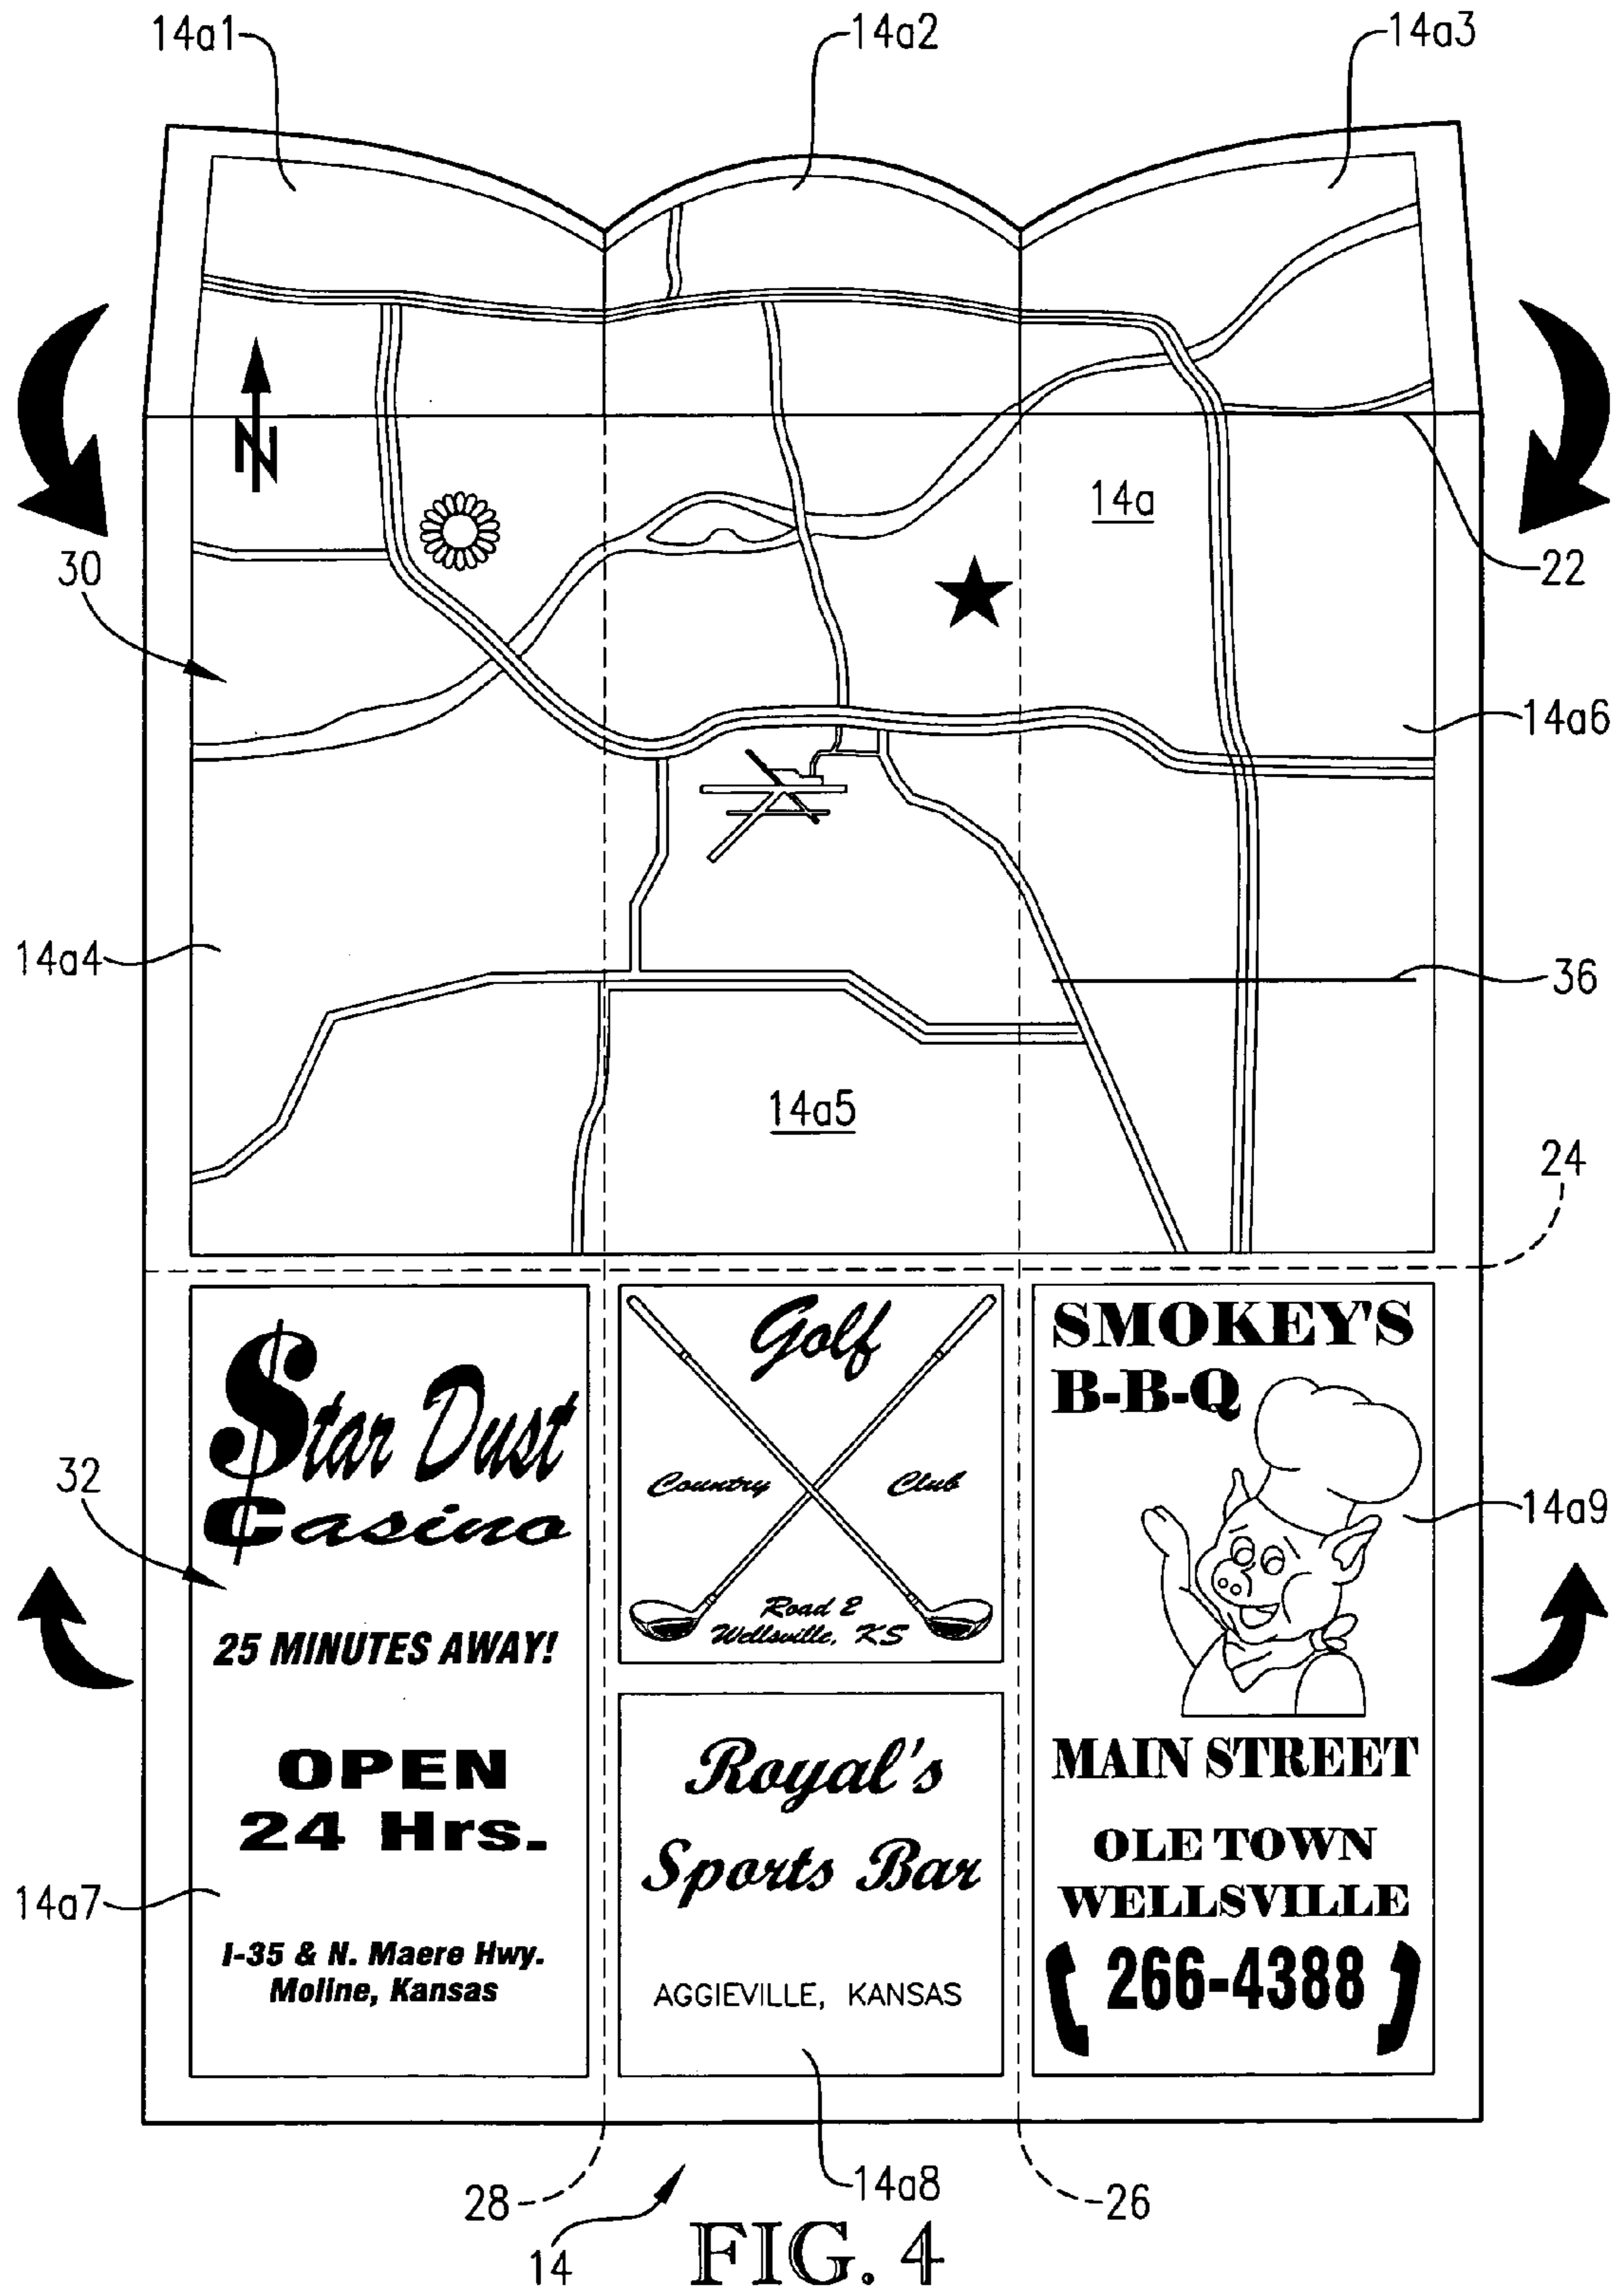 14a1
14a2
14a3
N
14a
30
22
14a6
14a4
36
14a5
24
Star Dust
Casino
25 MINUTES AWAY!
OPEN
24 Hrs.
I-35 & N. Maere Hwy.
Moline, Kansas
Golf
Country Club
Road 2
Wellsville, KS
Royal's
Sports Bar
AGGIEVILLE, KANSAS
SMOKEY'S
B-B-Q
MAIN STREET
OLE TOWN
WELLSVILLE
266-4388
32
14a9
14a7
14a8
28
26
14
FIG. 4